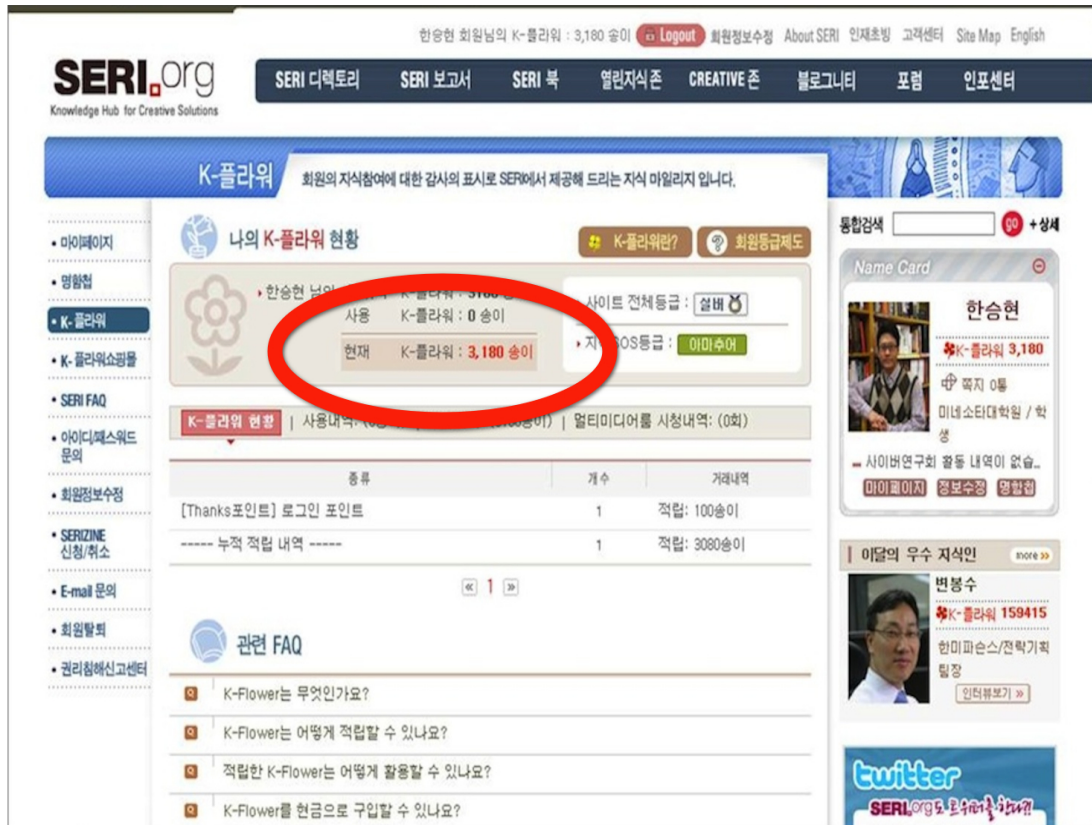 한승현 회원님의 K-플라워 : 3,180 송이 Logout 회원정보수정 About SERI 인재초빙 고객센터 Site Map English
SERI.org
Knowledge Hub for Creative Solutions
SERI 디렉토리 SERI 보고서 SERI 북 열린지식존 CREATIVE 존 블로그니티 포럼 인포센터
K-플라워 회원의 지식참여에 대한 감사의 표시로 SERI에서 제공해 드리는 지식 마일리지 입니다.
• 마이페이지
• 명함첩
• K-플라워
• K-플라워쇼핑몰
• SERI FAQ
• 아이디/패스워드
문의
• 회원정보수정
• SERIZINE
신청/취소
• E-mail 문의
• 회원탈퇴
• 권리침해신고센터
나의 K-플라워 현황 K-플라워란? 회원등급제도
한승현 님의 K-플라워 : 3180
사용 K-플라워 : 0 송이
현재 K-플라워 : 3,180 송이
사이트 전체등급 : 실버
SOS등급 : 아마추어
K-플라워 현황 | 사용내역: | 멀티미디어룸 시청내역: (0회)
종류 개수 거래내역
[Thanks포인트] 로그인 포인트 1 적립: 100송이
----- 누적 적립 내역 ----- 1 적립: 3080송이
« 1 »
관련 FAQ
Q K-Flower는 무엇인가요?
Q K-Flower는 어떻게 적립할 수 있나요?
Q 적립한 K-Flower는 어떻게 활용할 수 있나요?
Q K-Flower를 현금으로 구입할 수 있나요?
통합검색 GO +상세
Name Card
한승현
K-플라워 3,180
쪽지 0통
미네소타대학원 / 학
생
사이버연구회 활동 내역이 없습..
마이페이지 정보수정 명함첩
이달의 우수 지식인 more »
변봉수
K-플라워 159415
한미파슨스/전략기획
팀장
인터뷰보기 »
twitter
SERI.org도